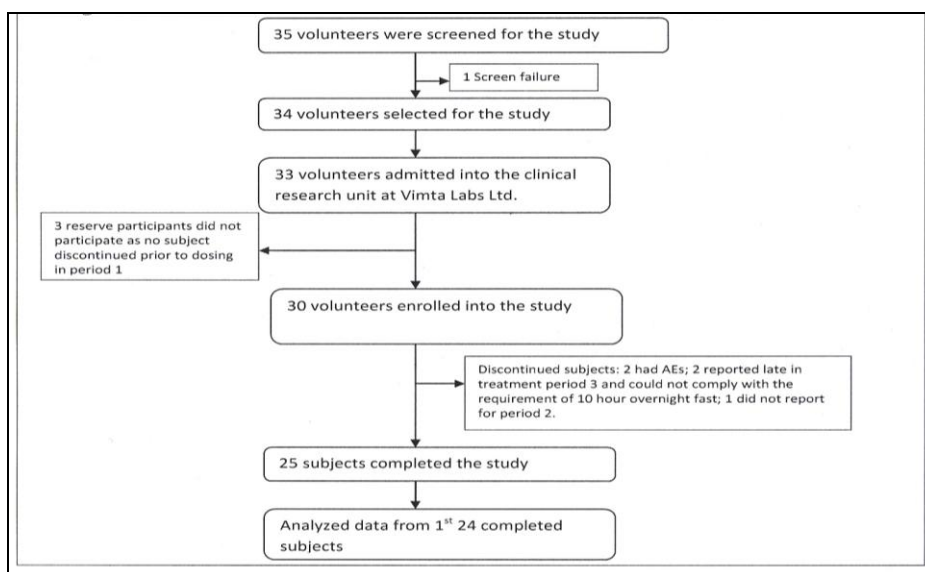 35 volunteers were screened for the study
1 Screen failure
34 volunteers selected for the study
33 volunteers admitted into the clinical
research unit at Vimta Labs Ltd.
3 reserve participants did not
participate as no subject
discontinued prior to dosing
in period 1
30 volunteers enrolled into the study
Discontinued subjects: 2 had AEs; 2 reported late in
treatment period 3 and could not comply with the
requirement of 10 hour overnight fast; 1 did not report
for period 2.
25 subjects completed the study
Analyzed data from 1st 24 completed
subjects